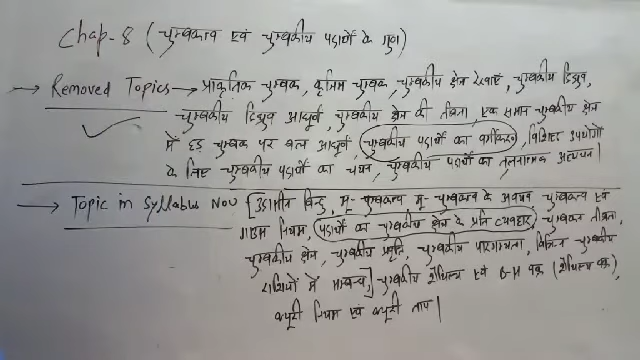 Chap-8 (चुम्बकत्व एवं चुम्बकीय पदार्थों के गुण)
→ Removed Topics → प्राकृतिक चुम्बक, कृत्रिम चुम्बक, चुम्बकीय क्षेत्र रेखाएं, चुम्बकीय द्विध्रुव,
चुम्बकीय द्विध्रुव आघूर्ण, चुम्बकीय क्षेत्र की तीव्रता, एक समान चुम्बकीय क्षेत्र
में छड़ चुम्बक पर बल आघूर्ण, चुम्बकीय पदार्थों का वर्गीकरण, विशिष्ट उपयोगों
के लिए चुम्बकीय पदार्थों का चयन, चुम्बकीय पदार्थों का तुलनात्मक अध्ययन।
→ Topic in Syllabus Now [उदासीन बिन्दु, भू-चुम्बकत्व भू-चुम्बकत्व के अवयव चुम्बकत्व एवं
गाउस नियम, पदार्थों का चुम्बकीय क्षेत्र के प्रति व्यवहार, चुम्बकन तीव्रता,
चुम्बकीय क्षेत्र, चुम्बकीय प्रवृत्ति, चुम्बकीय पारगम्यता, विभिन्न चुम्बकीय
राशियों में सम्बन्ध,] चुम्बकीय शैथिल्य एवं B-H वक्र (शैथिल्य वक्र),
क्यूरी नियम एवं क्यूरी ताप।